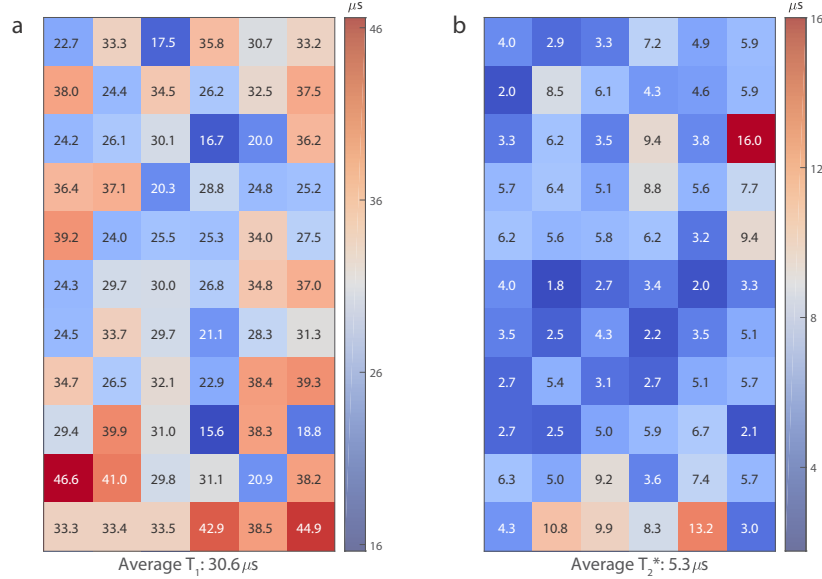 a
μs
22.7 33.3 17.5 35.8 30.7 33.2
38.0 24.4 34.5 26.2 32.5 37.5
24.2 26.1 30.1 16.7 20.0 36.2
36.4 37.1 20.3 28.8 24.8 25.2
39.2 24.0 25.5 25.3 34.0 27.5
24.3 29.7 30.0 26.8 34.8 37.0
24.5 33.7 29.7 21.1 28.3 31.3
34.7 26.5 32.1 22.9 38.4 39.3
29.4 39.9 31.0 15.6 38.3 18.8
46.6 41.0 29.8 31.1 20.9 38.2
33.3 33.4 33.5 42.9 38.5 44.9
46
36
26
16
Average T1: 30.6 μs
b
μs
4.0 2.9 3.3 7.2 4.9 5.9
2.0 8.5 6.1 4.3 4.6 5.9
3.3 6.2 3.5 9.4 3.8 16.0
5.7 6.4 5.1 8.8 5.6 7.7
6.2 5.6 5.8 6.2 3.2 9.4
4.0 1.8 2.7 3.4 2.0 3.3
3.5 2.5 4.3 2.2 3.5 5.1
2.7 5.4 3.1 2.7 5.1 5.7
2.7 2.5 5.0 5.9 6.7 2.1
6.3 5.0 9.2 3.6 7.4 5.7
4.3 10.8 9.9 8.3 13.2 3.0
16
12
8
4
Average T2*: 5.3 μs